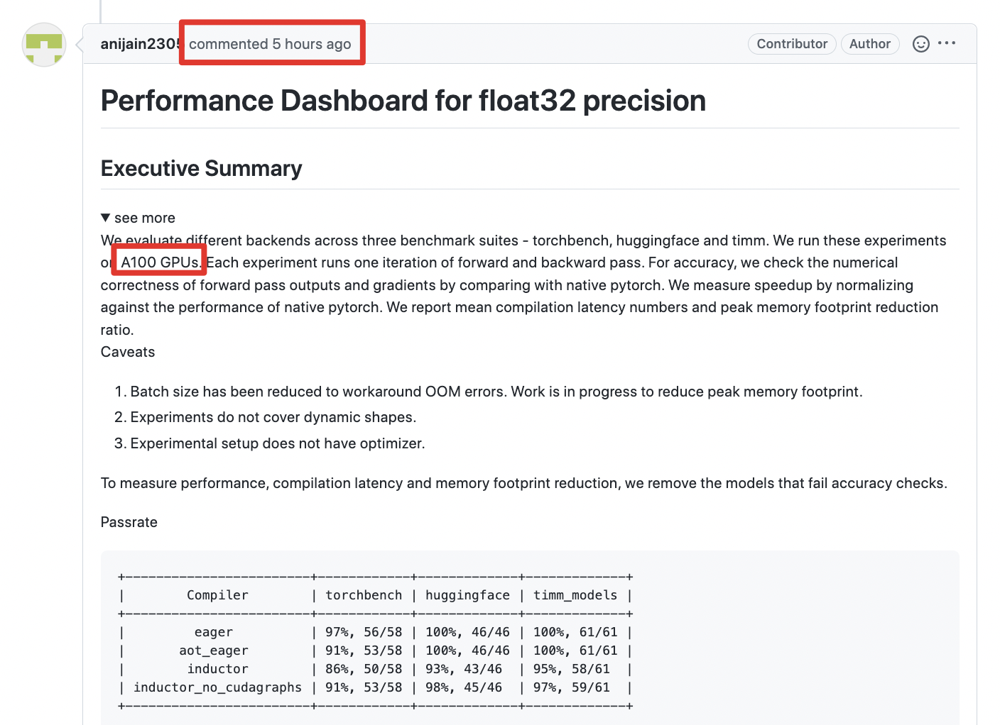 anijain2305 commented 5 hours ago
Contributor
Author
Performance Dashboard for float32 precision
Executive Summary
▼ see more
We evaluate different backends across three benchmark suites - torchbench, huggingface and timm. We run these experiments
on A100 GPUs. Each experiment runs one iteration of forward and backward pass. For accuracy, we check the numerical
correctness of forward pass outputs and gradients by comparing with native pytorch. We measure speedup by normalizing
against the performance of native pytorch. We report mean compilation latency numbers and peak memory footprint reduction
ratio.
Caveats
1. Batch size has been reduced to workaround OOM errors. Work is in progress to reduce peak memory footprint.
2. Experiments do not cover dynamic shapes.
3. Experimental setup does not have optimizer.
To measure performance, compilation latency and memory footprint reduction, we remove the models that fail accuracy checks.
Passrate
+------------------------+------------+-------------+-------------+
|        Compiler        | torchbench | huggingface | timm_models |
+------------------------+------------+-------------+-------------+
|         eager          | 97%, 56/58 | 100%, 46/46 | 100%, 61/61 |
|       aot_eager        | 91%, 53/58 | 100%, 46/46 | 100%, 61/61 |
|        inductor        | 86%, 50/58 | 93%, 43/46  | 95%, 58/61  |
| inductor_no_cudagraphs | 91%, 53/58 | 98%, 45/46  | 97%, 59/61  |
+------------------------+------------+-------------+-------------+